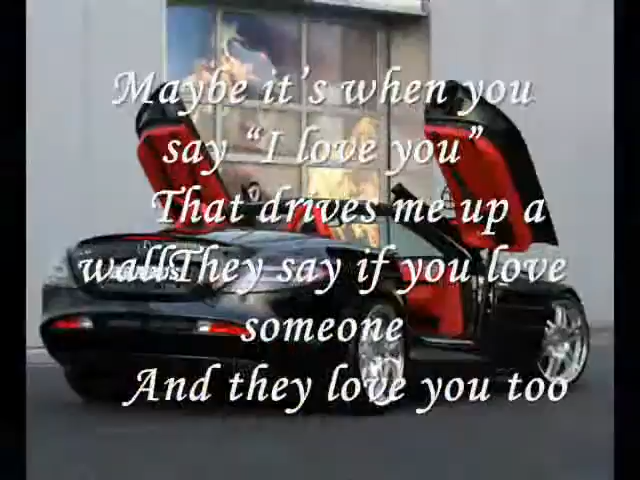 Maybe it's when you
say “I love you”
That drives me up a
wallThey say if you love
someone
And they love you too